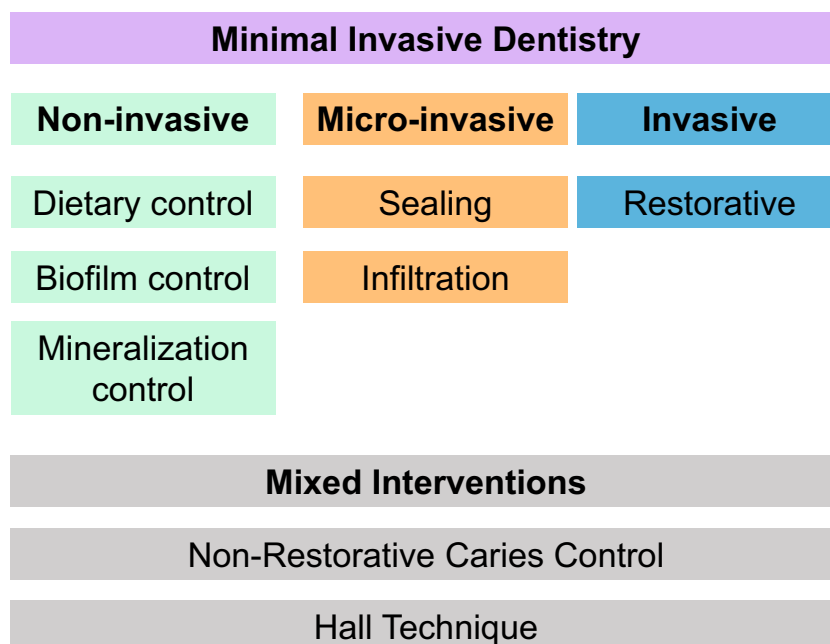 Minimal Invasive Dentistry
Non-invasive
Micro-invasive
Invasive
Dietary control
Sealing
Restorative
Biofilm control
Infiltration
Mineralization
control
Mixed Interventions
Non-Restorative Caries Control
Hall Technique